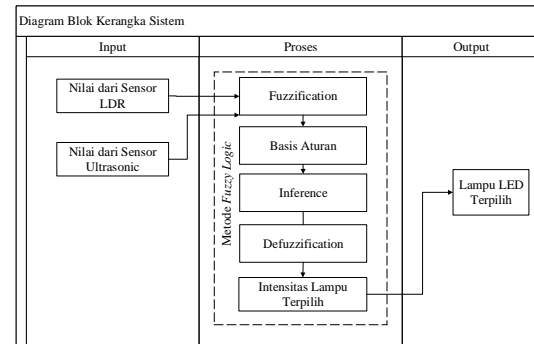 Diagram Blok Kerangka Sistem
Input
Proses
Output
Nilai dari Sensor
LDR
Nilai dari Sensor
Ultrasonic
Metode Fuzzy Logic
Fuzzification
Basis Aturan
Inference
Defuzzification
Intensitas Lampu
Terpilih
Lampu LED
Terpilih